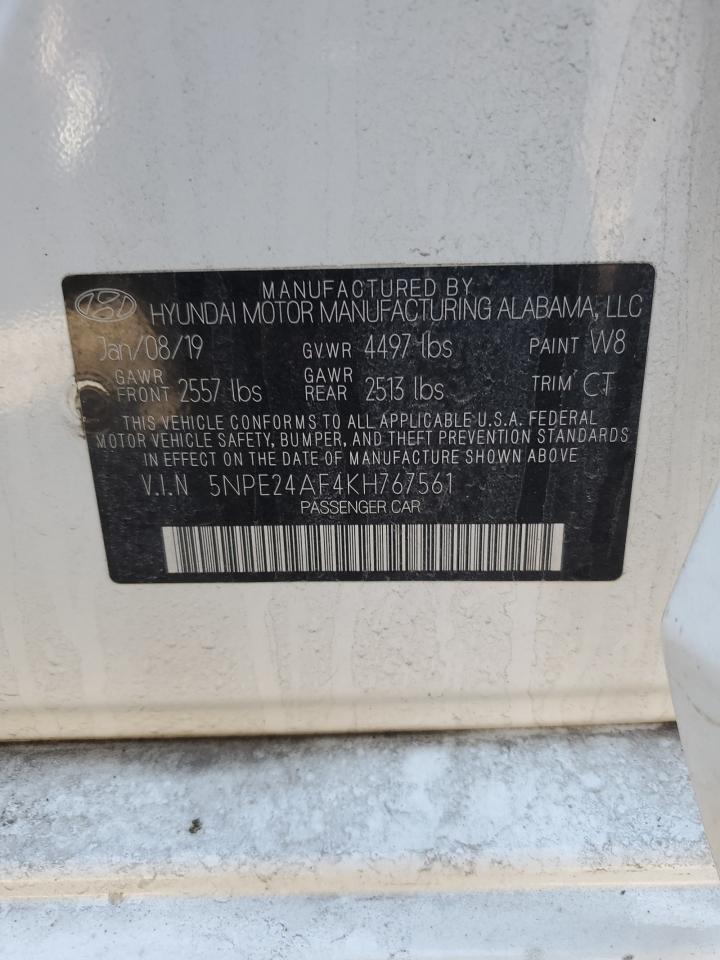 MANUFACTURED BY
HYUNDAI MOTOR MANUFACTURING ALABAMA, LLC
Jan/08/19 GVWR 4497 lbs PAINT W8
GAWR FRONT 2557 lbs GAWR REAR 2513 lbs TRIM CT
THIS VEHICLE CONFORMS TO ALL APPLICABLE U.S.A. FEDERAL
MOTOR VEHICLE SAFETY, BUMPER, AND THEFT PREVENTION STANDARDS
IN EFFECT ON THE DATE OF MANUFACTURE SHOWN ABOVE
V.I.N 5NPE24AF4KH767561
PASSENGER CAR